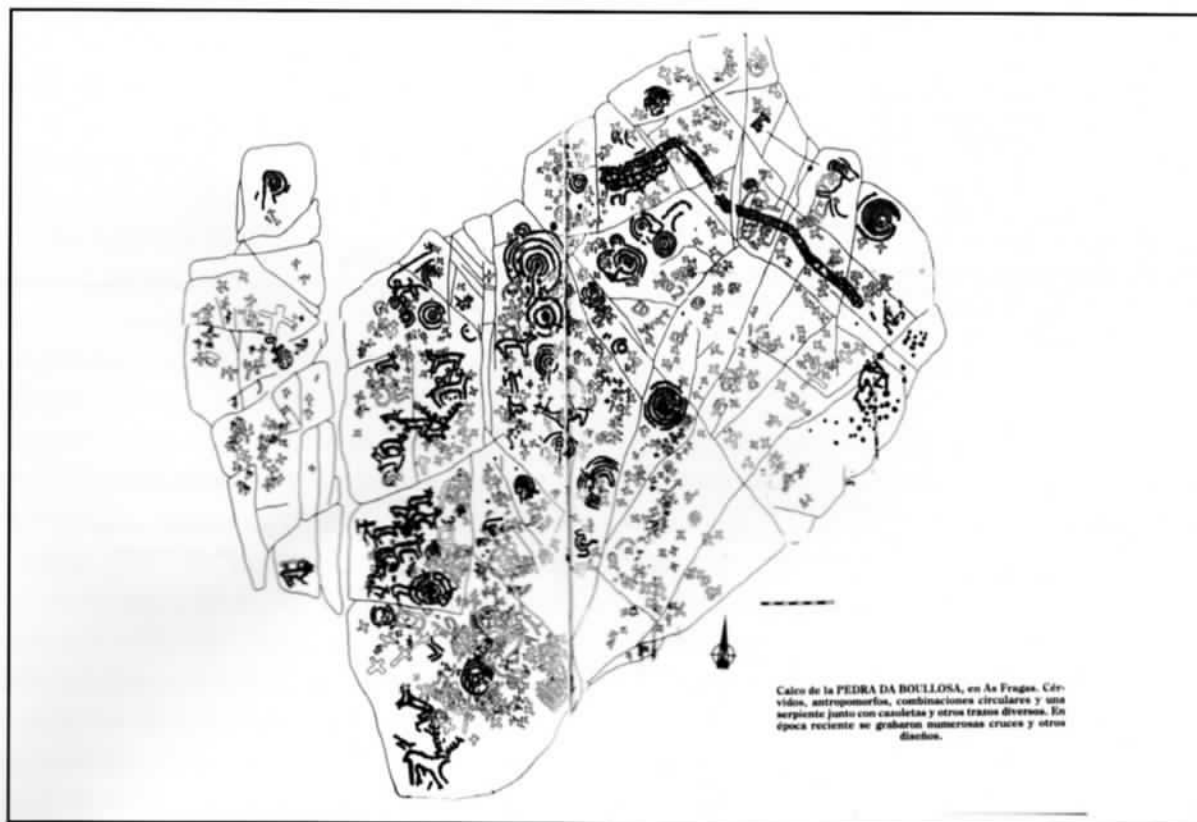 Calco de la PEDRA DA BOULLOSA, en As Fragas. Cér-
vidos, antropomorfos, combinaciones circulares y una
serpiente junto con cazoletas y otros trazos diversos. En
época reciente se grabaron numerosas cruces y otros
diseños.